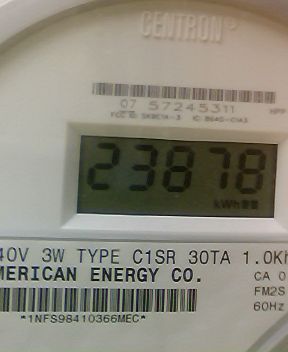 CENTRON®
07 57245311
23878
kWh
40V 3W TYPE C1SR 30TA 1.0Kh
MERICAN ENERGY CO.
CA 0
FM2S
60Hz
*1NFS98410366MEC*